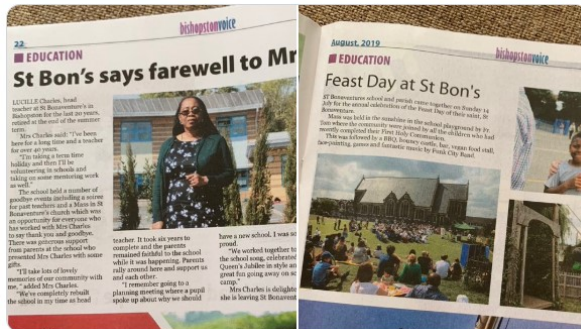 22
bishopstonvoice
EDUCATION
St Bon's says farewell to Mr
LUCILLE Charles, head
teacher at St Bonaventure's in
Bishopston for the last 20 years,
retired at the end of the summer
term.
Mrs Charles said: "I've been
here for a long time and a teacher
for over 40 years.
"I'm taking a term time
holiday and then I'll be
volunteering in schools and
taking on some mentoring work
as well."
The school held a number of
goodbye events including a soiree
for past teachers and a Mass in St
Bonaventure's church which was
an opportunity for everyone who
has worked with Mrs Charles
to say thank you and goodbye.
There was generous support
from parents at the school who
presented Mrs Charles with some
gifts.
"I'll take lots of lovely
memories of our community with
me," added Mrs Charles.
"We've completely rebuilt
the school in my time as head
teacher. It took six years to
complete and the parents
remained faithful to the school
while it was happening. Parents
rally around here and support us
and each other.
"I remember going to a
planning meeting where a pupil
spoke up about why we should
have a new school. I was so
proud.
"We worked together to
the school song, celebrated
Queen's Jubilee in style an
great fun going away on sc
camp."
Mrs Charles is delight
she is leaving St Bonavent
August, 2019
bishopstonvoice
EDUCATION
Feast Day at St Bon's
ST Bonaventures school and parish came together on Sunday 14
July for the annual celebration of the Feast Day of their saint, St
Bonaventure.
Mass was held in the sunshine in the school playground by Fr
Tom where the community were joined by all the children who had
recently completed their First Holy Communion.
This was followed by a BBQ, bouncy castle, bar, vegan food stall,
face-painting, games and fantastic music by Funk City Band.